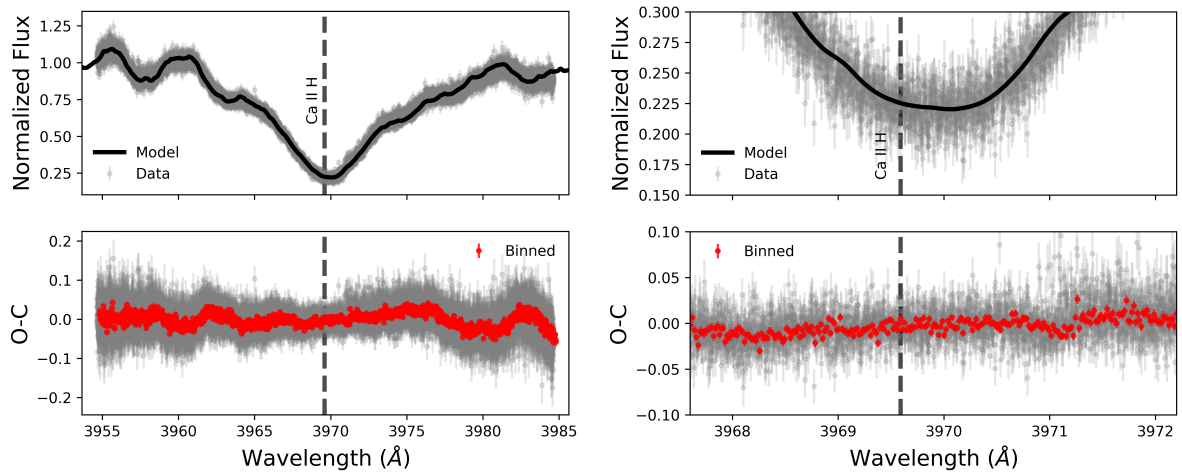 Normalized Flux
1.25
1.00
0.75
0.50
0.25
Ca II H
Model
Data
O-C
0.2
0.1
0.0
−0.1
−0.2
Binned
3955 3960 3965 3970 3975 3980 3985
Wavelength (Å)
Normalized Flux
0.300
0.275
0.250
0.225
0.200
0.175
0.150
Ca II H
Model
Data
O-C
0.10
0.05
0.00
−0.05
−0.10
Binned
3968 3969 3970 3971 3972
Wavelength (Å)